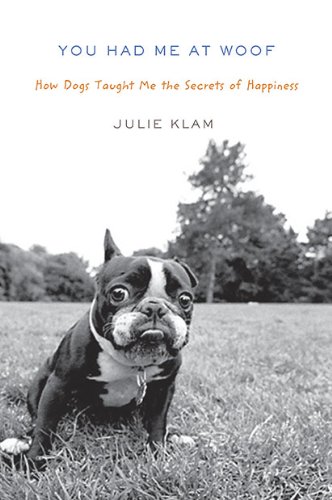 YOU HAD ME AT WOOF
How Dogs Taught Me the Secrets of Happiness
JULIE KLAM